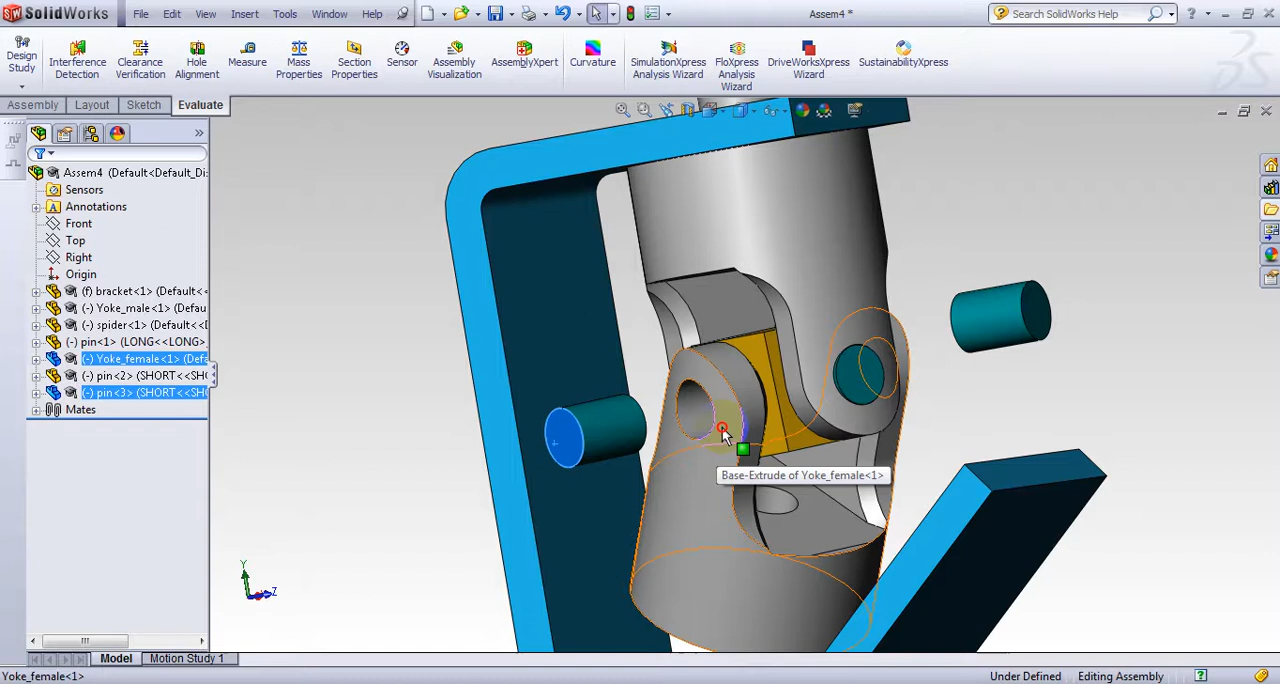 SolidWorks File Edit View Insert Tools Window Help Assem4 * Search SolidWorks Help
Design Study Interference Detection Clearance Verification Hole Alignment Measure Mass Properties Section Properties Sensor Assembly Visualization AssemblyXpert Curvature SimulationXpress Analysis Wizard FloXpress Analysis Wizard DriveWorksXpress Wizard SustainabilityXpress
Assembly Layout Sketch Evaluate
Assem4 (Default<Default_Di
Sensors
Annotations
Front
Top
Right
Origin
(f) bracket<1> (Default<
(-) Yoke_male<1> (Defau
(-) spider<1> (Default<
(-) pin<1> (LONG<<LONG
(-) Yoke_female<1> (Defa
(-) pin<2> (SHORT<<SH
(-) pin<3> (SHORT<<SH
Mates
Base-Extrude of Yoke_female<1>
Y
Z
Model Motion Study 1
Yoke_female<1> Under Defined Editing Assembly